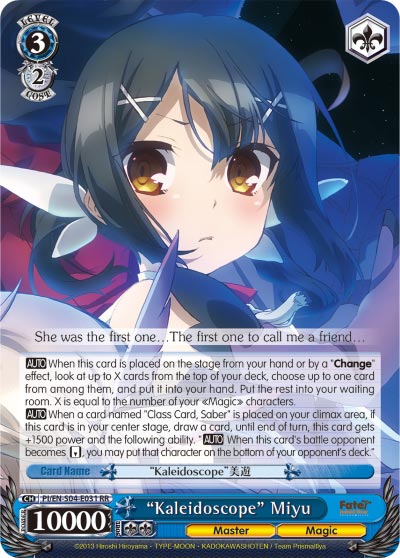 LEVEL
3
2
COST
She was the first one…The first one to call me a friend…
AUTO When this card is placed on the stage from your hand or by a "Change"
effect, look at up to X cards from the top of your deck, choose up to one card
from among them, and put it into your hand. Put the rest into your waiting
room. X is equal to the number of your «Magic» characters.
AUTO When a card named "Class Card, Saber" is placed on your climax area, if
this card is in your center stage, draw a card, until end of turn, this card gets
+1500 power and the following ability. "AUTO When this card's battle opponent
becomes, you may put that character on the bottom of your opponent's deck."
Card Name "Kaleidoscope"美遊
CH PI/EN-S04-E031 RR
POWER 10000 SOUL "Kaleidoscope" Miyu
Master Magic
©2013 Hiroshi Hiroyama・TYPE-MOON・KADOKAWASHOTEN / Team PrismaIllya